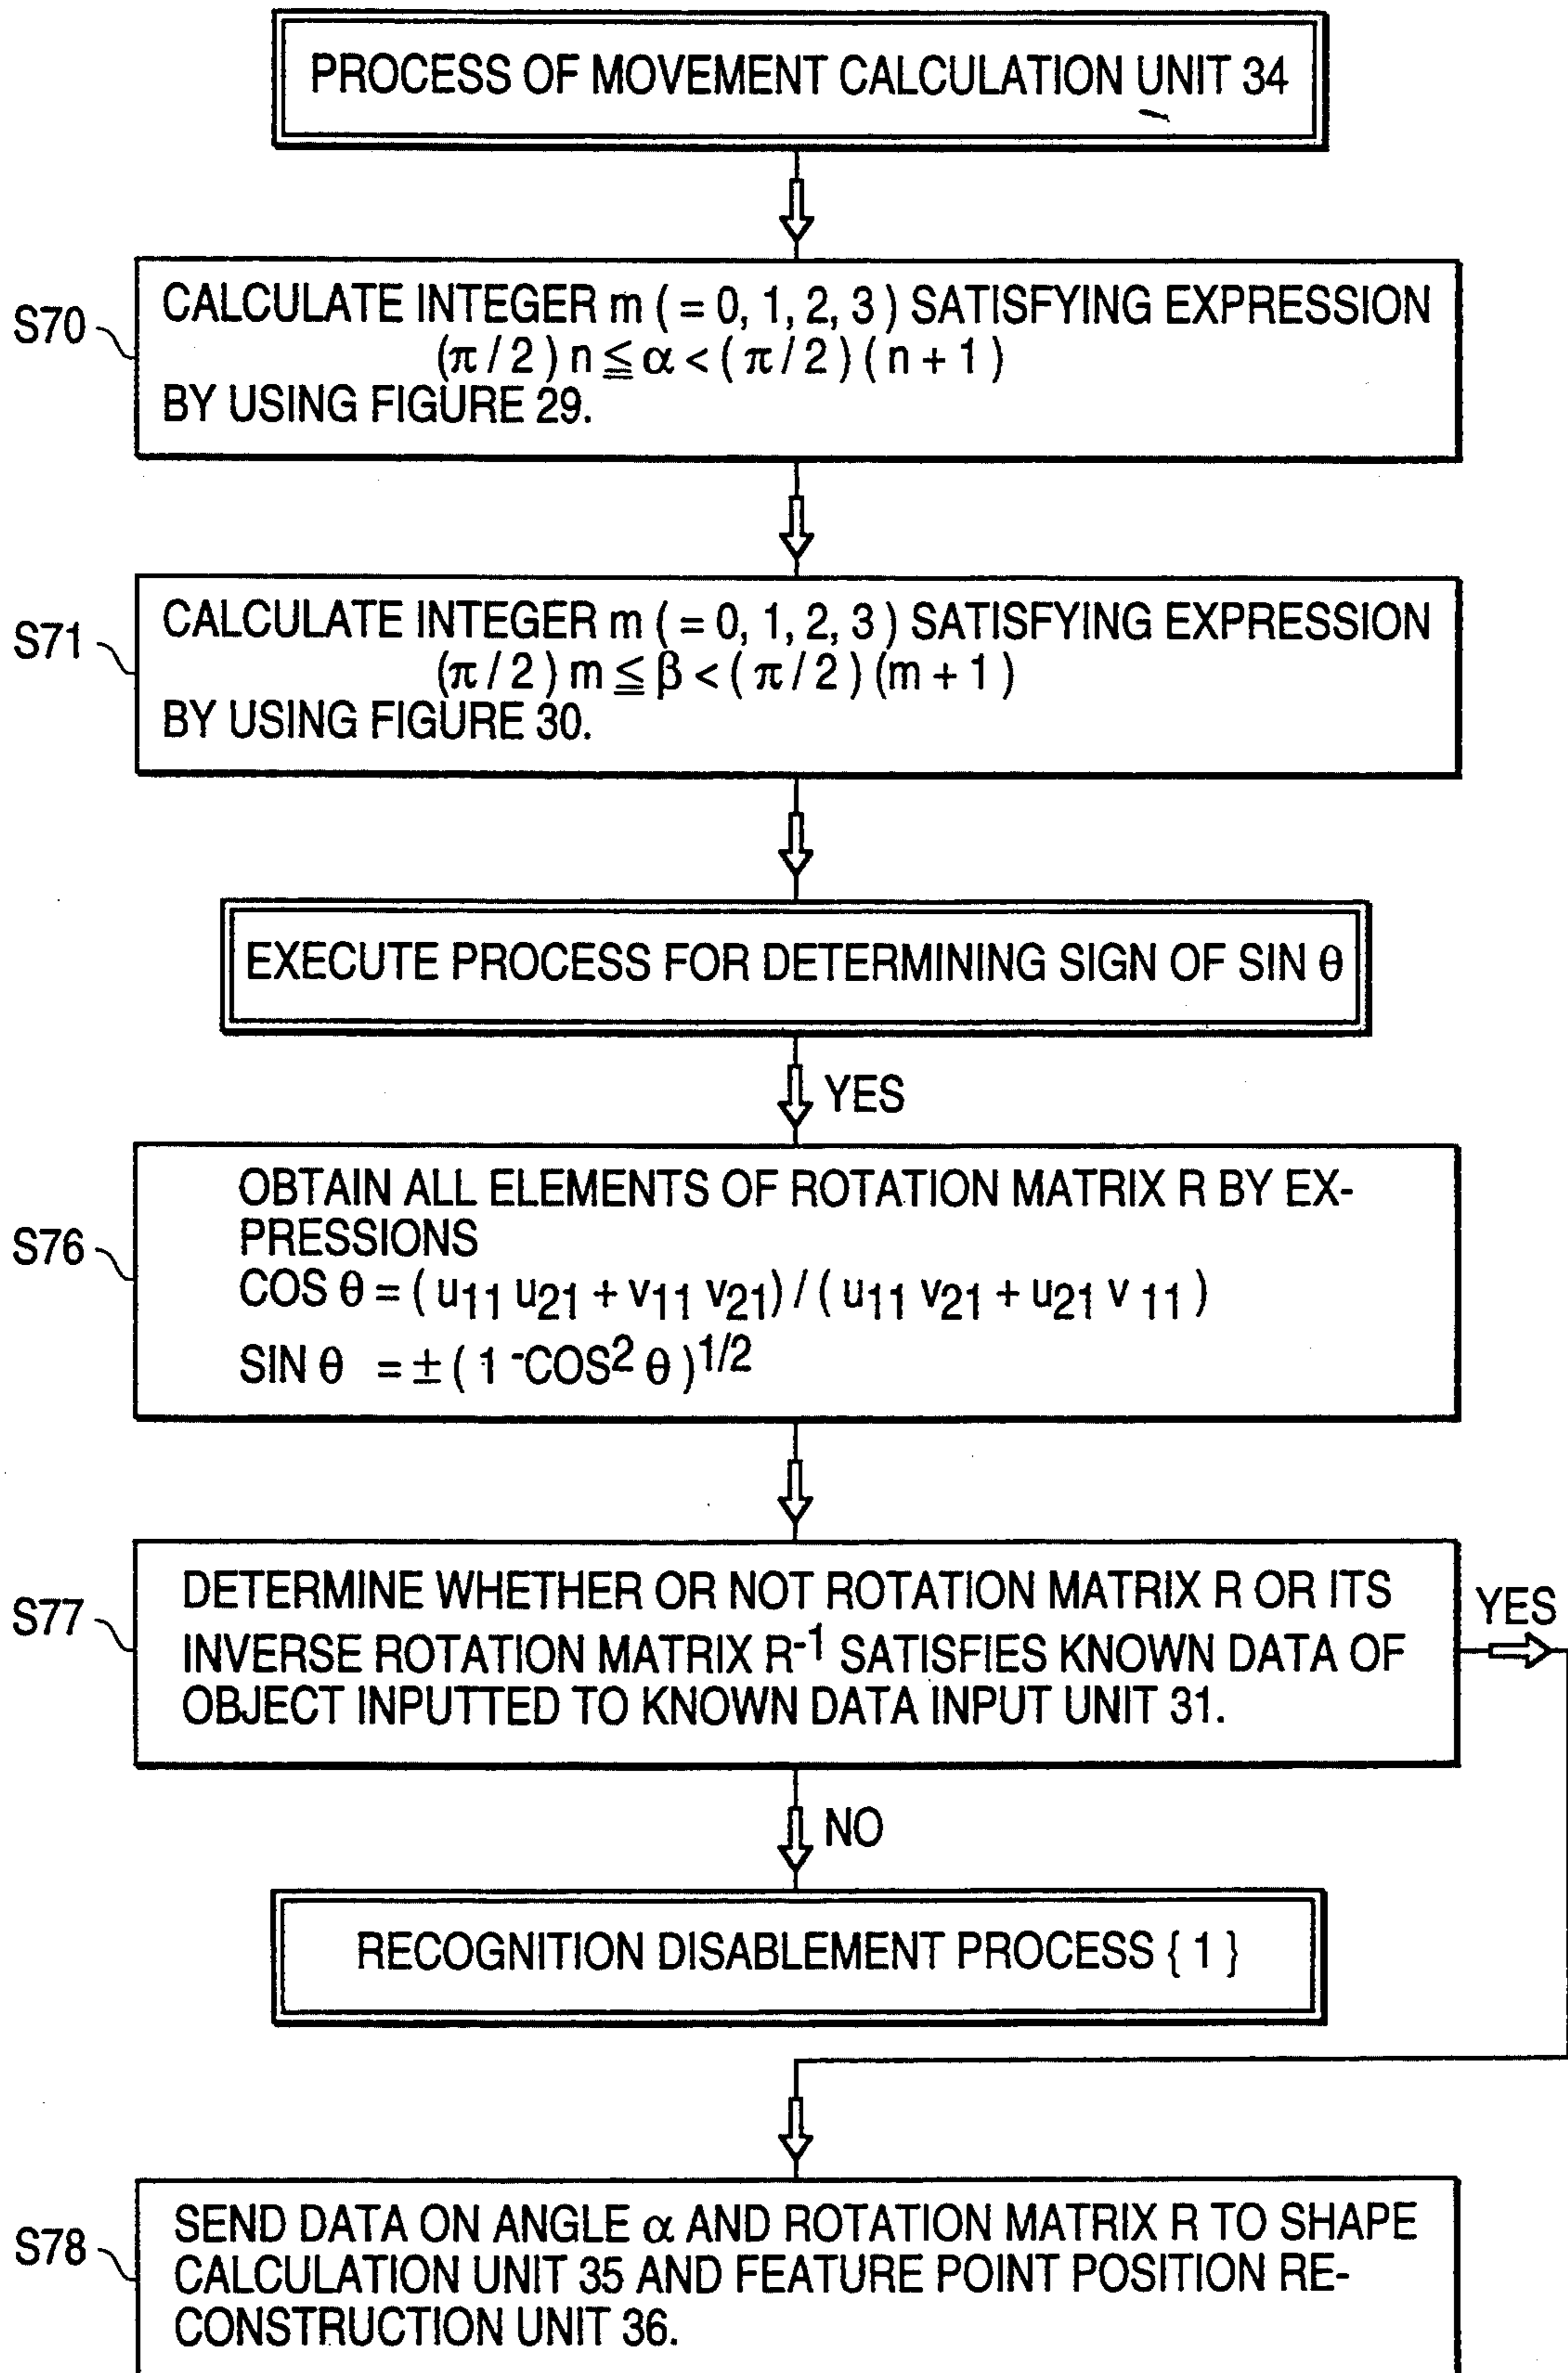 PROCESS OF MOVEMENT CALCULATION UNIT 34
S70
CALCULATE INTEGER m ( = 0, 1, 2, 3 ) SATISFYING EXPRESSION
(π / 2 ) n ≦ α < ( π / 2 ) ( n + 1 )
BY USING FIGURE 29.
S71
CALCULATE INTEGER m ( = 0, 1, 2, 3 ) SATISFYING EXPRESSION
(π / 2 ) m ≦ β < ( π / 2 ) (m + 1 )
BY USING FIGURE 30.
EXECUTE PROCESS FOR DETERMINING SIGN OF SIN θ
YES
S76
OBTAIN ALL ELEMENTS OF ROTATION MATRIX R BY EX-
PRESSIONS
COS θ = ( u11 u21 + v11 v21) / ( u11 v21 + u21 v 11 )
SIN θ = ± ( 1 -COS² θ )^1/2
S77
DETERMINE WHETHER OR NOT ROTATION MATRIX R OR ITS
INVERSE ROTATION MATRIX R⁻¹ SATISFIES KNOWN DATA OF
OBJECT INPUTTED TO KNOWN DATA INPUT UNIT 31.
YES
NO
RECOGNITION DISABLEMENT PROCESS { 1 }
S78
SEND DATA ON ANGLE α AND ROTATION MATRIX R TO SHAPE
CALCULATION UNIT 35 AND FEATURE POINT POSITION RE-
CONSTRUCTION UNIT 36.